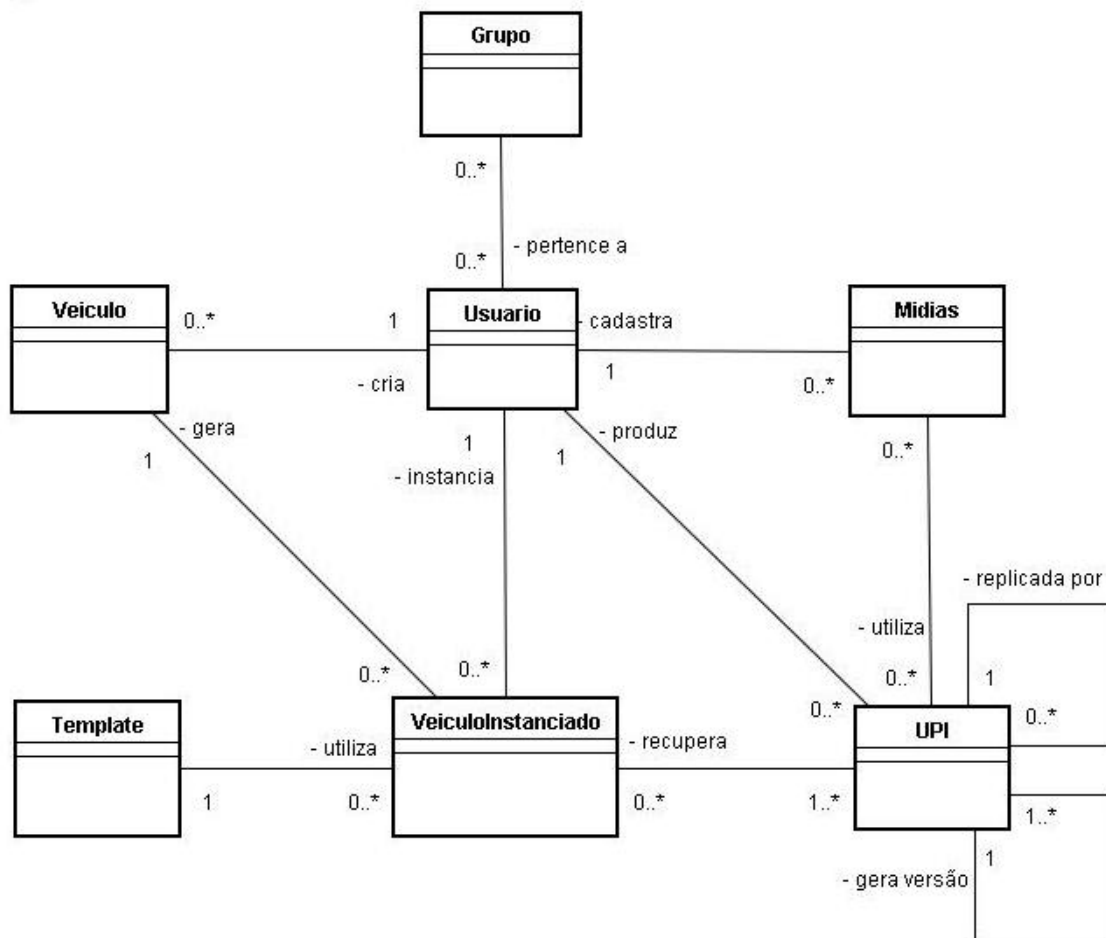 Grupo
0..*
- pertence a
0..*
Veiculo
0..*
1
- cria
Usuario
- cadastra
1
0..*
Midias
- gera
1
1
- instancia
- produz
1
0..*
- replicada por
- utiliza
0..*
0..*
0..*
0..*
1
Template
1
- utiliza
0..*
VeiculoInstanciado
- recupera
0..*
1..*
UPI
0..*
1..*
- gera versão
1